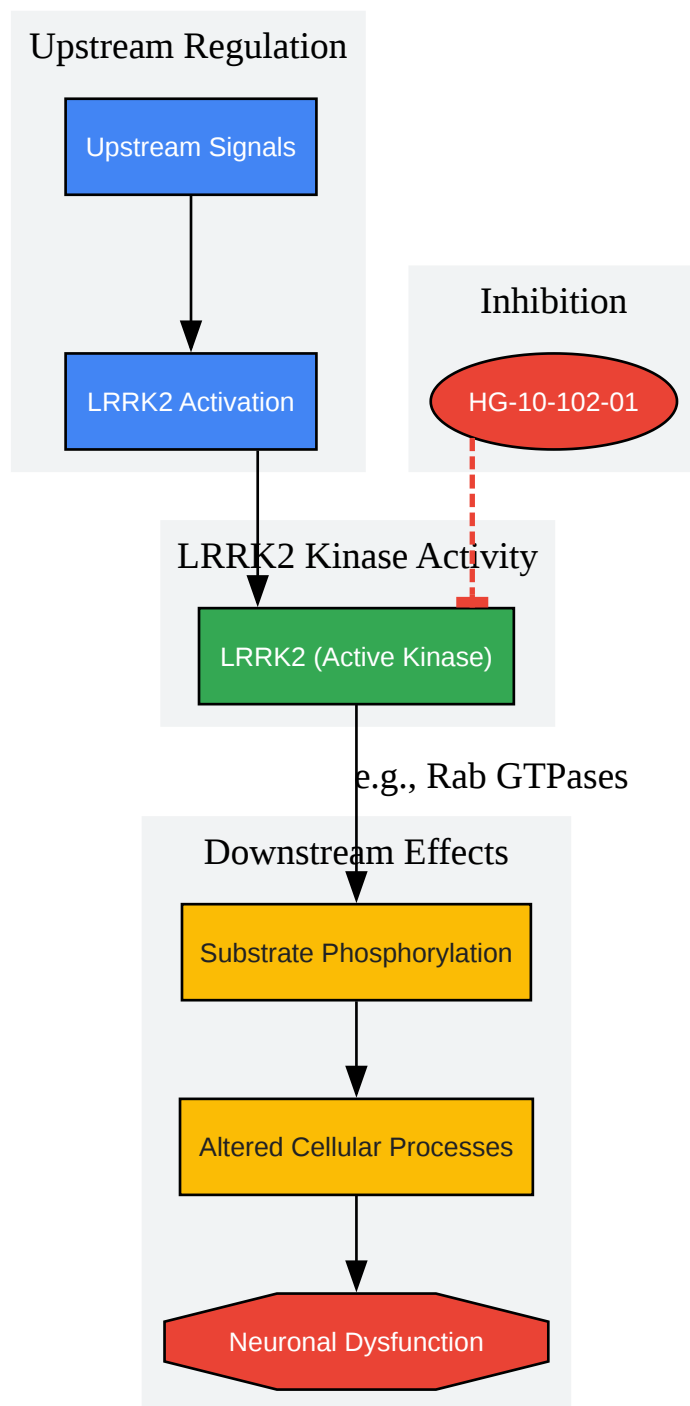 Upstream Regulation
Upstream Signals
LRRK2 Activation
Inhibition
HG-10-102-01
LRRK2 Kinase Activity
LRRK2 (Active Kinase)
e.g., Rab GTPases
Downstream Effects
Substrate Phosphorylation
Altered Cellular Processes
Neuronal Dysfunction